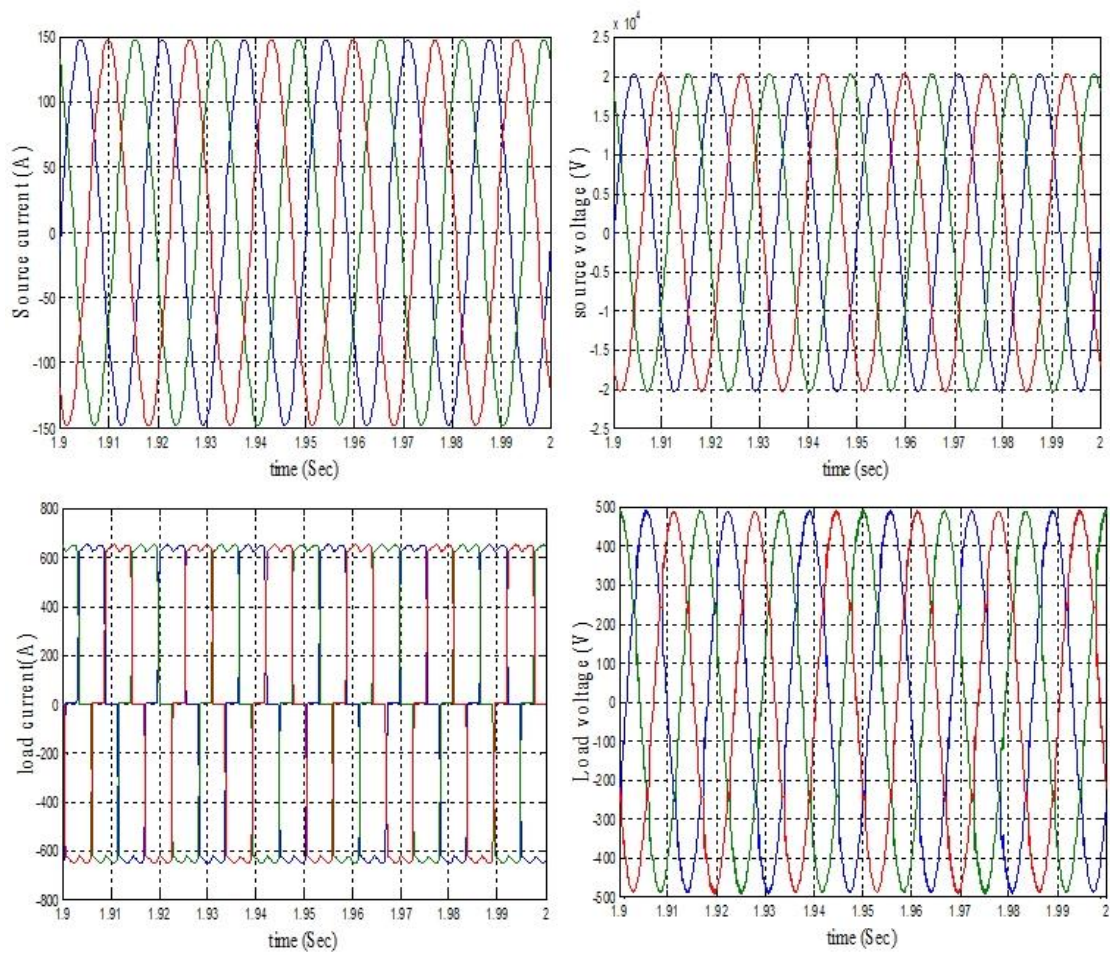 150
100
50
0
-50
-100
-150
1.9 1.91 1.92 1.93 1.94 1.95 1.96 1.97 1.98 1.99 2
Source current (A)
time (Sec)
x 10^4
2.5
2
1.5
1
0.5
0
-0.5
-1
-1.5
-2
-2.5
1.9 1.91 1.92 1.93 1.94 1.95 1.96 1.97 1.98 1.99 2
source voltage (V)
time (sec)
800
600
400
200
0
-200
-400
-600
-800
1.9 1.91 1.92 1.93 1.94 1.95 1.96 1.97 1.98 1.99 2
load current(A)
time (Sec)
500
400
300
200
100
0
-100
-200
-300
-400
-500
1.9 1.91 1.92 1.93 1.94 1.95 1.96 1.97 1.98 1.99 2
Load voltage (V)
time (Sec)